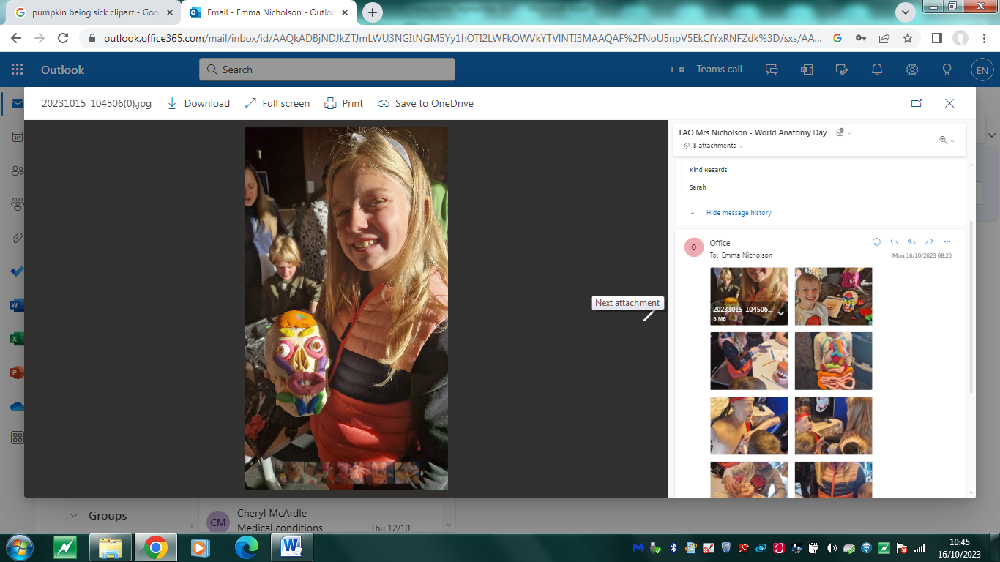 pumpkin being sick clipart - Goo
Email - Emma Nicholson - Outloo
outlook.office365.com/mail/inbox/id/AAQkADBjNDJkZTJmLWU3NGItNGM5Yy1hOTI2LWFkOWVkYTVlNTI3MAAQAF%2FNoU5npV5EkCfYxRNFZdk%3D/sxs/AA...
Outlook
Search
Teams call
EN
20231015_104506(0).jpg
Download
Full screen
Print
Save to OneDrive
FAO Mrs Nicholson - World Anatomy Day
8 attachments
Kind Regards
Sarah
Hide message history
O
Office
To: Emma Nicholson
Mon 16/10/2023 08:20
Next attachment
20231015_104506...
3 MB
Groups
CM
Cheryl McArdle
Medical conditions
Thu 12/10
10:45
16/10/2023